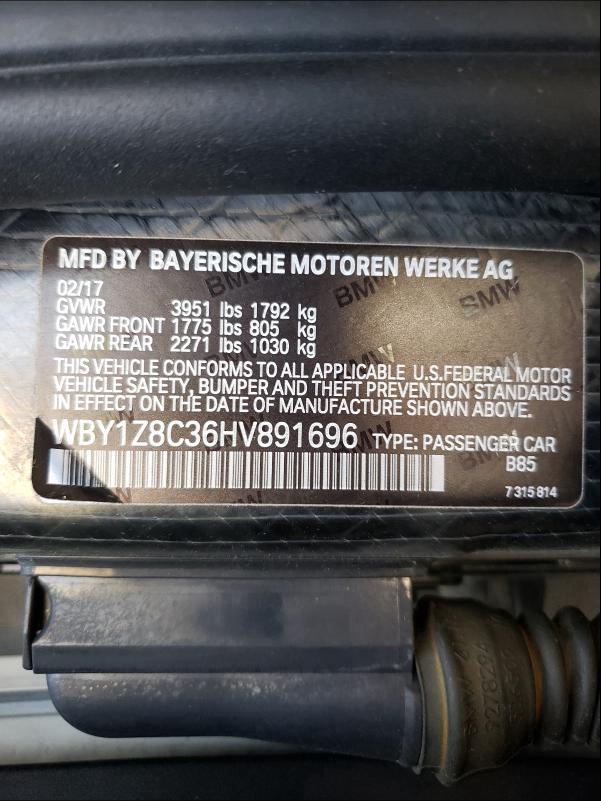 MFD BY BAYERISCHE MOTOREN WERKE AG
02/17
GVWR 3951 lbs 1792 kg
GAWR FRONT 1775 lbs 805 kg
GAWR REAR 2271 lbs 1030 kg
THIS VEHICLE CONFORMS TO ALL APPLICABLE U.S.FEDERAL MOTOR
VEHICLE SAFETY, BUMPER AND THEFT PREVENTION STANDARDS
IN EFFECT ON THE DATE OF MANUFACTURE SHOWN ABOVE.
WBY1Z8C36HV891696 TYPE: PASSENGER CAR
B85
7 315 814
BMW